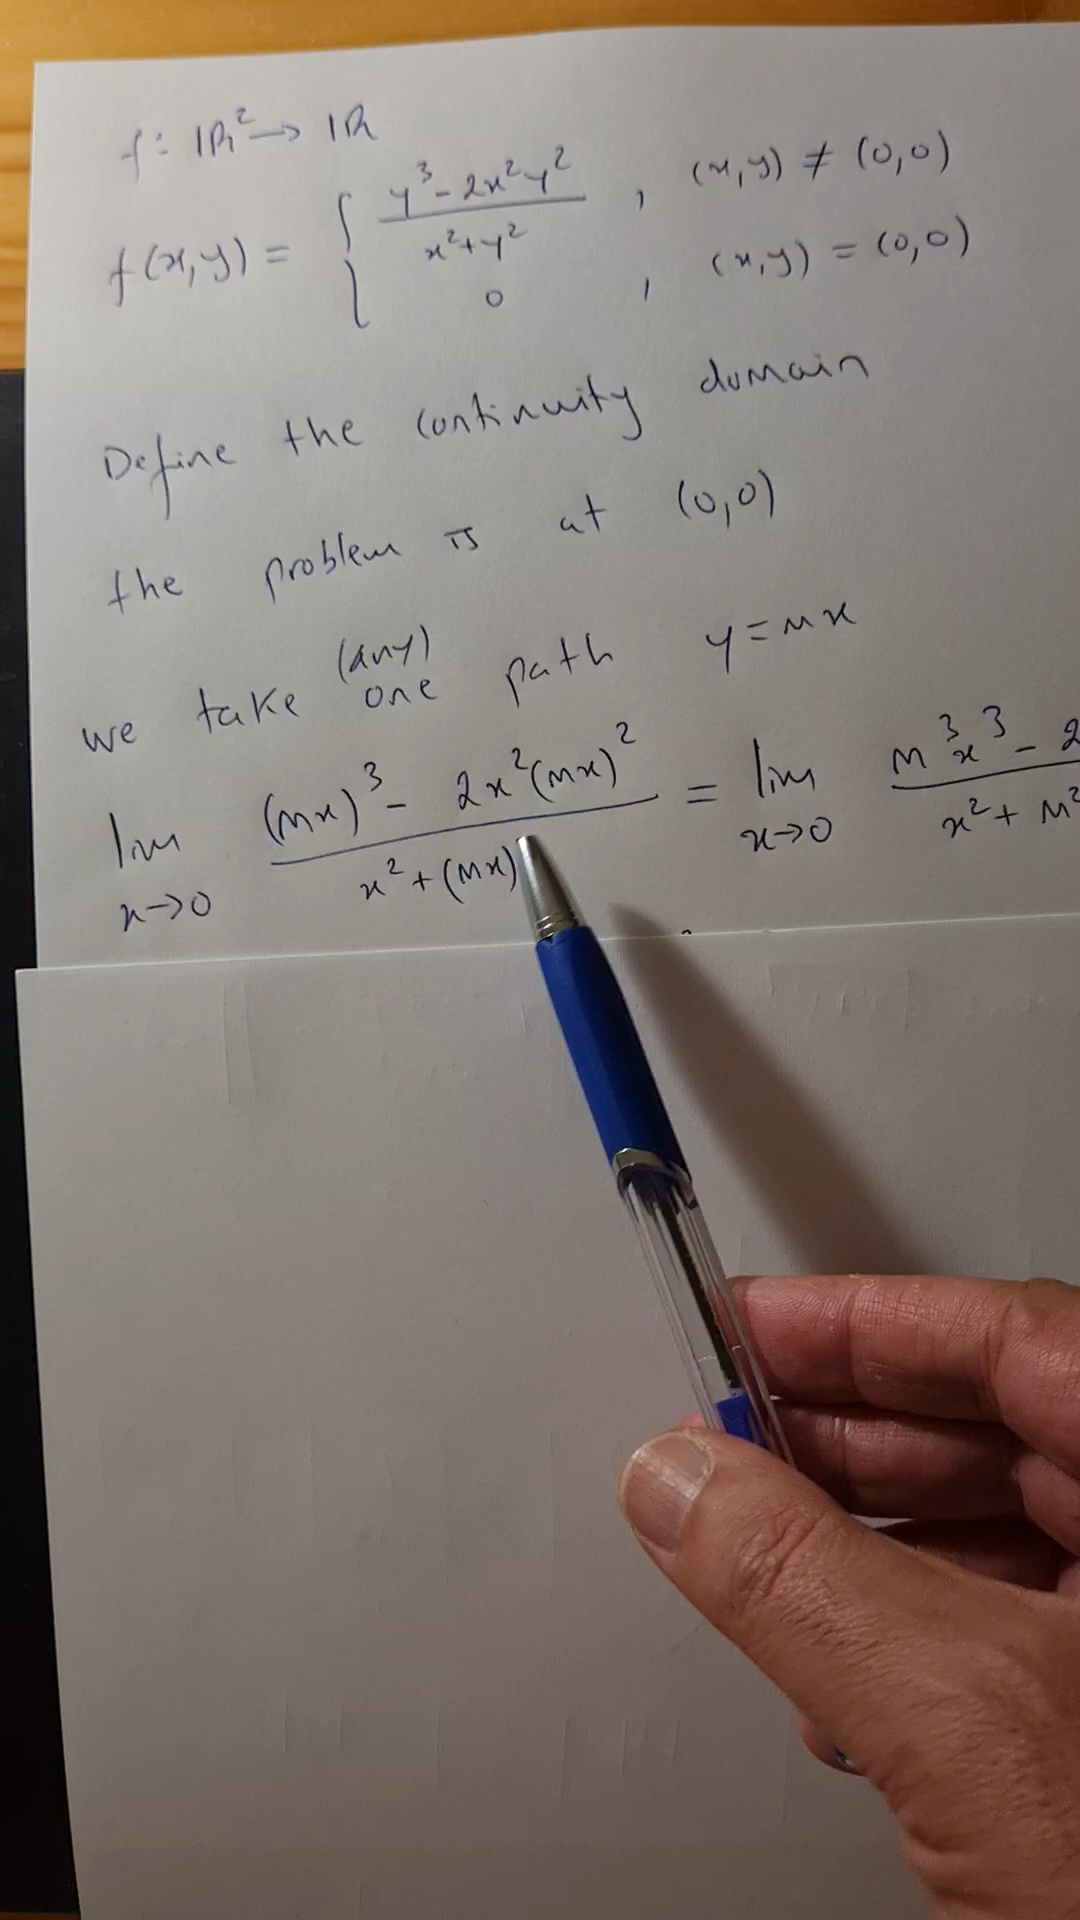 f: ℝ² → ℝ
f(x,y) = { (y³ - 2x²y²)/(x² + y²) , (x,y) ≠ (0,0)
0 , (x,y) = (0,0)
Define the continuity domain
the problem is at (0,0)
(any)
we take one path y = mx
lim x→0 ((mx)³ - 2x²(mx)²)/(x² + (mx) = lim x→0 (m³x³ - 2)/(x² + m²